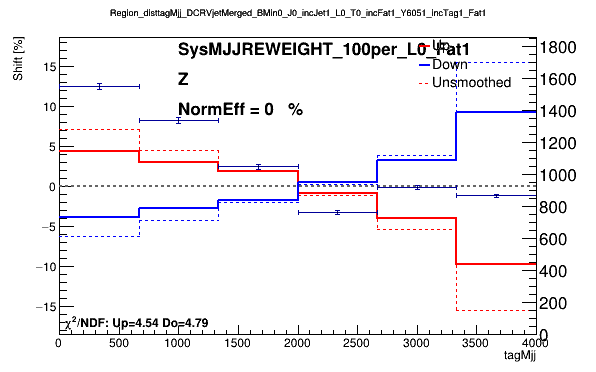 Region_disttagMjj_DCRVjetMerged_BMin0_J0_incJet1_L0_T0_incFat1_Y6051_incTag1_Fat1
Shift [%]
SysMJJREWEIGHT_100per_L0_Fat1
Z
NormEff = 0 %
Up
Down
Unsmoothed
15
10
5
0
−5
−10
−15
1800
1600
1400
1200
1000
800
600
400
200
0
χ²/NDF: Up=4.54 Do=4.79
0 500 1000 1500 2000 2500 3000 3500 4000
tagMjj